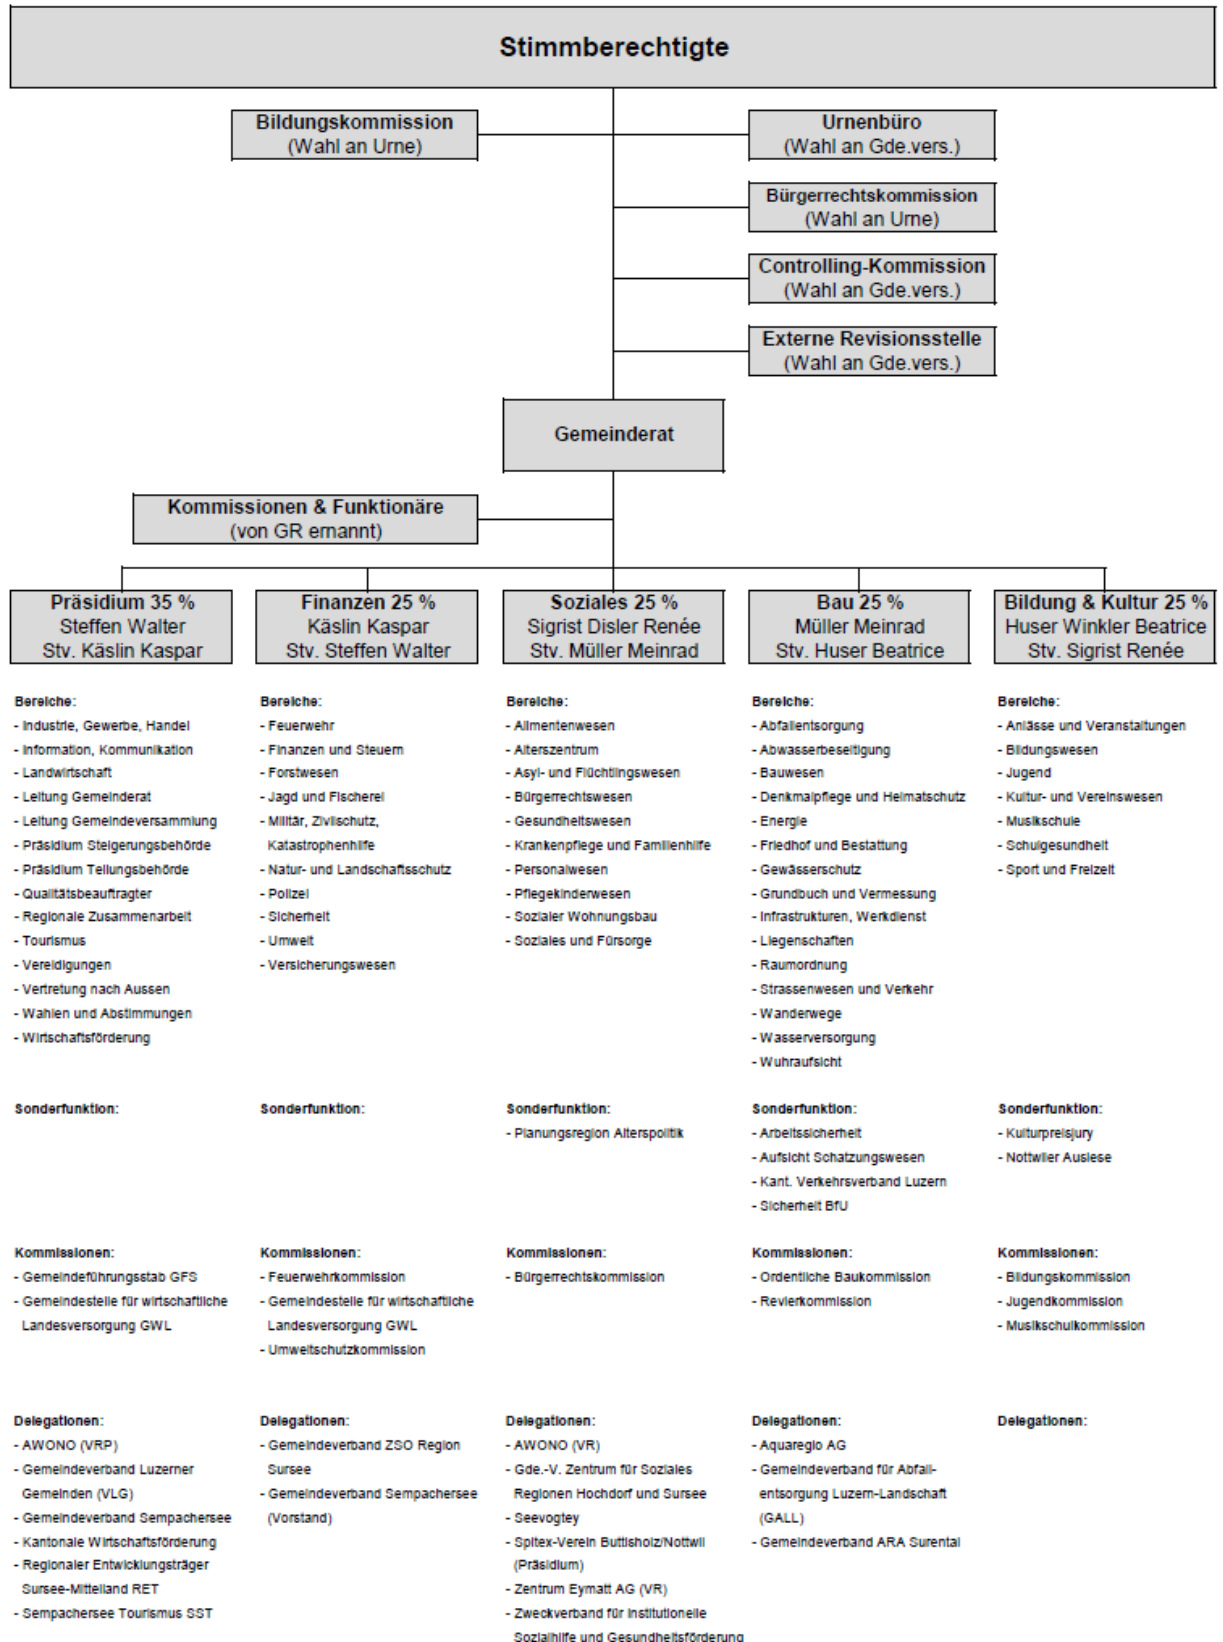 Stimmberechtigte
Bildungskommission
(Wahl an Urne)
Urnenbüro
(Wahl an Gde.vers.)
Bürgerrechtskommission
(Wahl an Urne)
Controlling-Kommission
(Wahl an Gde.vers.)
Externe Revisionsstelle
(Wahl an Gde.vers.)
Gemeinderat
Kommissionen & Funktionäre
(von GR ernannt)
Präsidium 35 %
Steffen Walter
Stv. Käslin Kaspar
Finanzen 25 %
Käslin Kaspar
Stv. Steffen Walter
Soziales 25 %
Sigrist Disler Renée
Stv. Müller Meinrad
Bau 25 %
Müller Meinrad
Stv. Huser Beatrice
Bildung & Kultur 25 %
Huser Winkler Beatrice
Stv. Sigrist Renée
Bereiche:
- Industrie, Gewerbe, Handel
- Information, Kommunikation
- Landwirtschaft
- Leitung Gemeinderat
- Leitung Gemeindeversammlung
- Präsidium Steigerungsbehörde
- Präsidium Teilungsbehörde
- Qualitätsbeauftragter
- Regionale Zusammenarbeit
- Tourismus
- Vereidigungen
- Vertretung nach Aussen
- Wahlen und Abstimmungen
- Wirtschaftsförderung
Bereiche:
- Feuerwehr
- Finanzen und Steuern
- Forstwesen
- Jagd und Fischerei
- Militär, Zivilschutz,
Katastrophenhilfe
- Natur- und Landschaftsschutz
- Polizei
- Sicherheit
- Umwelt
- Versicherungswesen
Bereiche:
- Alimentenwesen
- Alterszentrum
- Asyl- und Flüchtlingswesen
- Bürgerrechtswesen
- Gesundheitswesen
- Krankenpflege und Familienhilfe
- Personalwesen
- Pflegekinderwesen
- Sozialer Wohnungsbau
- Soziales und Fürsorge
Bereiche:
- Abfallentsorgung
- Abwasserbeseitigung
- Bauwesen
- Denkmalpflege und Heimatschutz
- Energie
- Friedhof und Bestattung
- Gewässerschutz
- Grundbuch und Vermessung
- Infrastrukturen, Werkdienst
- Liegenschaften
- Raumordnung
- Strassenwesen und Verkehr
- Wanderwege
- Wasserversorgung
- Wuhraufsicht
Bereiche:
- Anlässe und Veranstaltungen
- Bildungswesen
- Jugend
- Kultur- und Vereinswesen
- Musikschule
- Schulgesundheit
- Sport und Freizeit
Sonderfunktion:
Sonderfunktion:
Sonderfunktion:
- Planungsregion Alterspolitik
Sonderfunktion:
- Arbeitssicherheit
- Aufsicht Schatzungswesen
- Kant. Verkehrsverband Luzern
- Sicherheit BfU
Sonderfunktion:
- Kulturpreisjury
- Nottwiler Auslese
Kommissionen:
- Gemeindeführungsstab GFS
- Gemeindestelle für wirtschaftliche
Landesversorgung GWL
Kommissionen:
- Feuerwehrkommission
- Gemeindestelle für wirtschaftliche
Landesversorgung GWL
- Umweltschutzkommission
Kommissionen:
- Bürgerrechtskommission
Kommissionen:
- Ordentliche Baukommission
- Revierkommission
Kommissionen:
- Bildungskommission
- Jugendkommission
- Musikschulkommission
Delegationen:
- AWONO (VRP)
- Gemeindeverband Luzerner
Gemeinden (VLG)
- Gemeindeverband Sempachersee
- Kantonale Wirtschaftsförderung
- Regionaler Entwicklungsträger
Sursee-Mittelland RET
- Sempachersee Tourismus SST
Delegationen:
- Gemeindeverband ZSO Region
Sursee
- Gemeindeverband Sempachersee
(Vorstand)
Delegationen:
- AWONO (VR)
- Gde.-V. Zentrum für Soziales
Regionen Hochdorf und Sursee
- Seevogtey
- Spitex-Verein Buttisholz/Nottwil
(Präsidium)
- Zentrum Eymatt AG (VR)
- Zweckverband für institutionelle
Sozialhilfe und Gesundheitsförderung
Delegationen:
- Aquaregio AG
- Gemeindeverband für Abfall-
entsorgung Luzern-Landschaft
(GALL)
- Gemeindeverband ARA Surental
Delegationen: